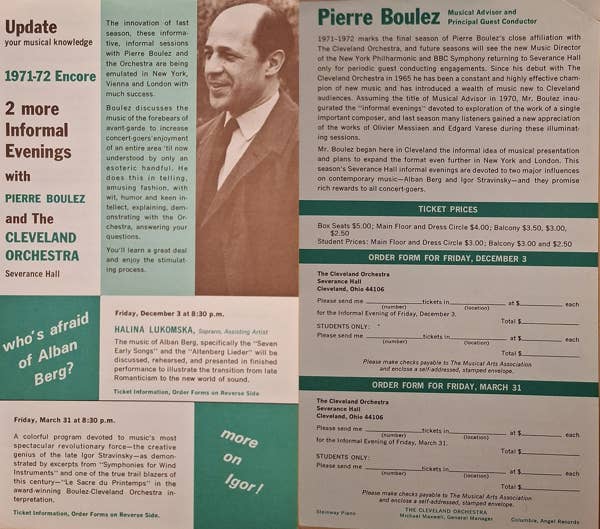 Update
your musical knowledge
1971-72 Encore
2 more
Informal
Evenings
with
PIERRE BOULEZ
and The
CLEVELAND
ORCHESTRA
Severance Hall
The innovation of last
season, these informa-
tive, informal sessions
with Pierre Boulez and
the Orchestra are being
emulated in New York,
Vienna and London with
much success.
Boulez discusses the
music of the forebears of
avant-garde to increase
concert-goers' enjoyment
of an entire area 'til now
understood by only an
esoteric handful. He
does this in telling,
amusing fashion, with
wit, humor and keen in-
tellect, explaining, dem-
onstrating with the Or-
chestra, answering your
questions.
You'll learn a great deal
and enjoy the stimulat-
ing process.
who's afraid
of Alban
Berg?
Friday, December 3 at 8:30 p.m.
HALINA LUKOMSKA, Soprano, Assisting Artist
The music of Alban Berg, specifically the "Seven
Early Songs" and the "Altenberg Lieder" will be
discussed, rehearsed, and presented in finished
performance to illustrate the transition from late
Romanticism to the new world of sound.
Ticket Information, Order Forms on Reverse Side
Friday, March 31 at 8:30 p.m.
A colorful program devoted to music's most
spectacular revolutionary force—the creative
genius of the late Igor Stravinsky—as demon-
strated by excerpts from "Symphonies for Wind
Instruments" and one of the true trail blazers of
this century—"Le Sacre du Printemps" in the
award-winning Boulez-Cleveland Orchestra in-
terpretation.
Ticket Information, Order Forms on Reverse Side
more
on
Igor!
Pierre Boulez Musical Advisor and
Principal Guest Conductor
1971-1972 marks the final season of Pierre Boulez's close affiliation with
The Cleveland Orchestra, and future seasons will see the new Music Director
of the New York Philharmonic and BBC Symphony returning to Severance Hall
only for periodic guest conducting engagements. Since his debut with The
Cleveland Orchestra in 1965 he has been a constant and highly effective cham-
pion of new music and has introduced a wealth of music new to Cleveland
audiences. Assuming the title of Musical Advisor in 1970, Mr. Boulez inau-
gurated the "informal evenings" devoted to exploration of the work of a single
important composer, and last season many listeners gained a new appreciation
of the works of Olivier Messiaen and Edgard Varese during these illuminat-
ing sessions.
Mr. Boulez began here in Cleveland the informal idea of musical presentation
and plans to expand the format even further in New York and London. This
season's Severance Hall informal evenings are devoted to two major influences
on contemporary music—Alban Berg and Igor Stravinsky—and they promise
rich rewards to all concert-goers.
TICKET PRICES
Box Seats $5.00; Main Floor and Dress Circle $4.00; Balcony $3.50, $3.00,
$2.50
Student Prices: Main Floor and Dress Circle $3.00; Balcony $3.00 and $2.50
ORDER FORM FOR FRIDAY, DECEMBER 3
The Cleveland Orchestra
Severance Hall
Cleveland, Ohio 44106
Please send me tickets in at $ each
(number) (location)
for the Informal Evening of Friday, December 3.
Total $
STUDENTS ONLY:
Please send me tickets in at $ each
(number) (location)
Total $
Please make checks payable to The Musical Arts Association
and enclose a self-addressed, stamped envelope.
ORDER FORM FOR FRIDAY, MARCH 31
The Cleveland Orchestra
Severance Hall
Cleveland, Ohio 44106
Please send me tickets in at $ each
(number) (location)
for the Informal Evening of Friday, March 31.
Total $
STUDENTS ONLY:
Please send me tickets in at $ each
(number) (location)
Total $
Please make checks payable to The Musical Arts Association
and enclose a self-addressed, stamped envelope.
THE CLEVELAND ORCHESTRA
Steinway Piano Michael Maxwell, General Manager Columbia, Angel Records